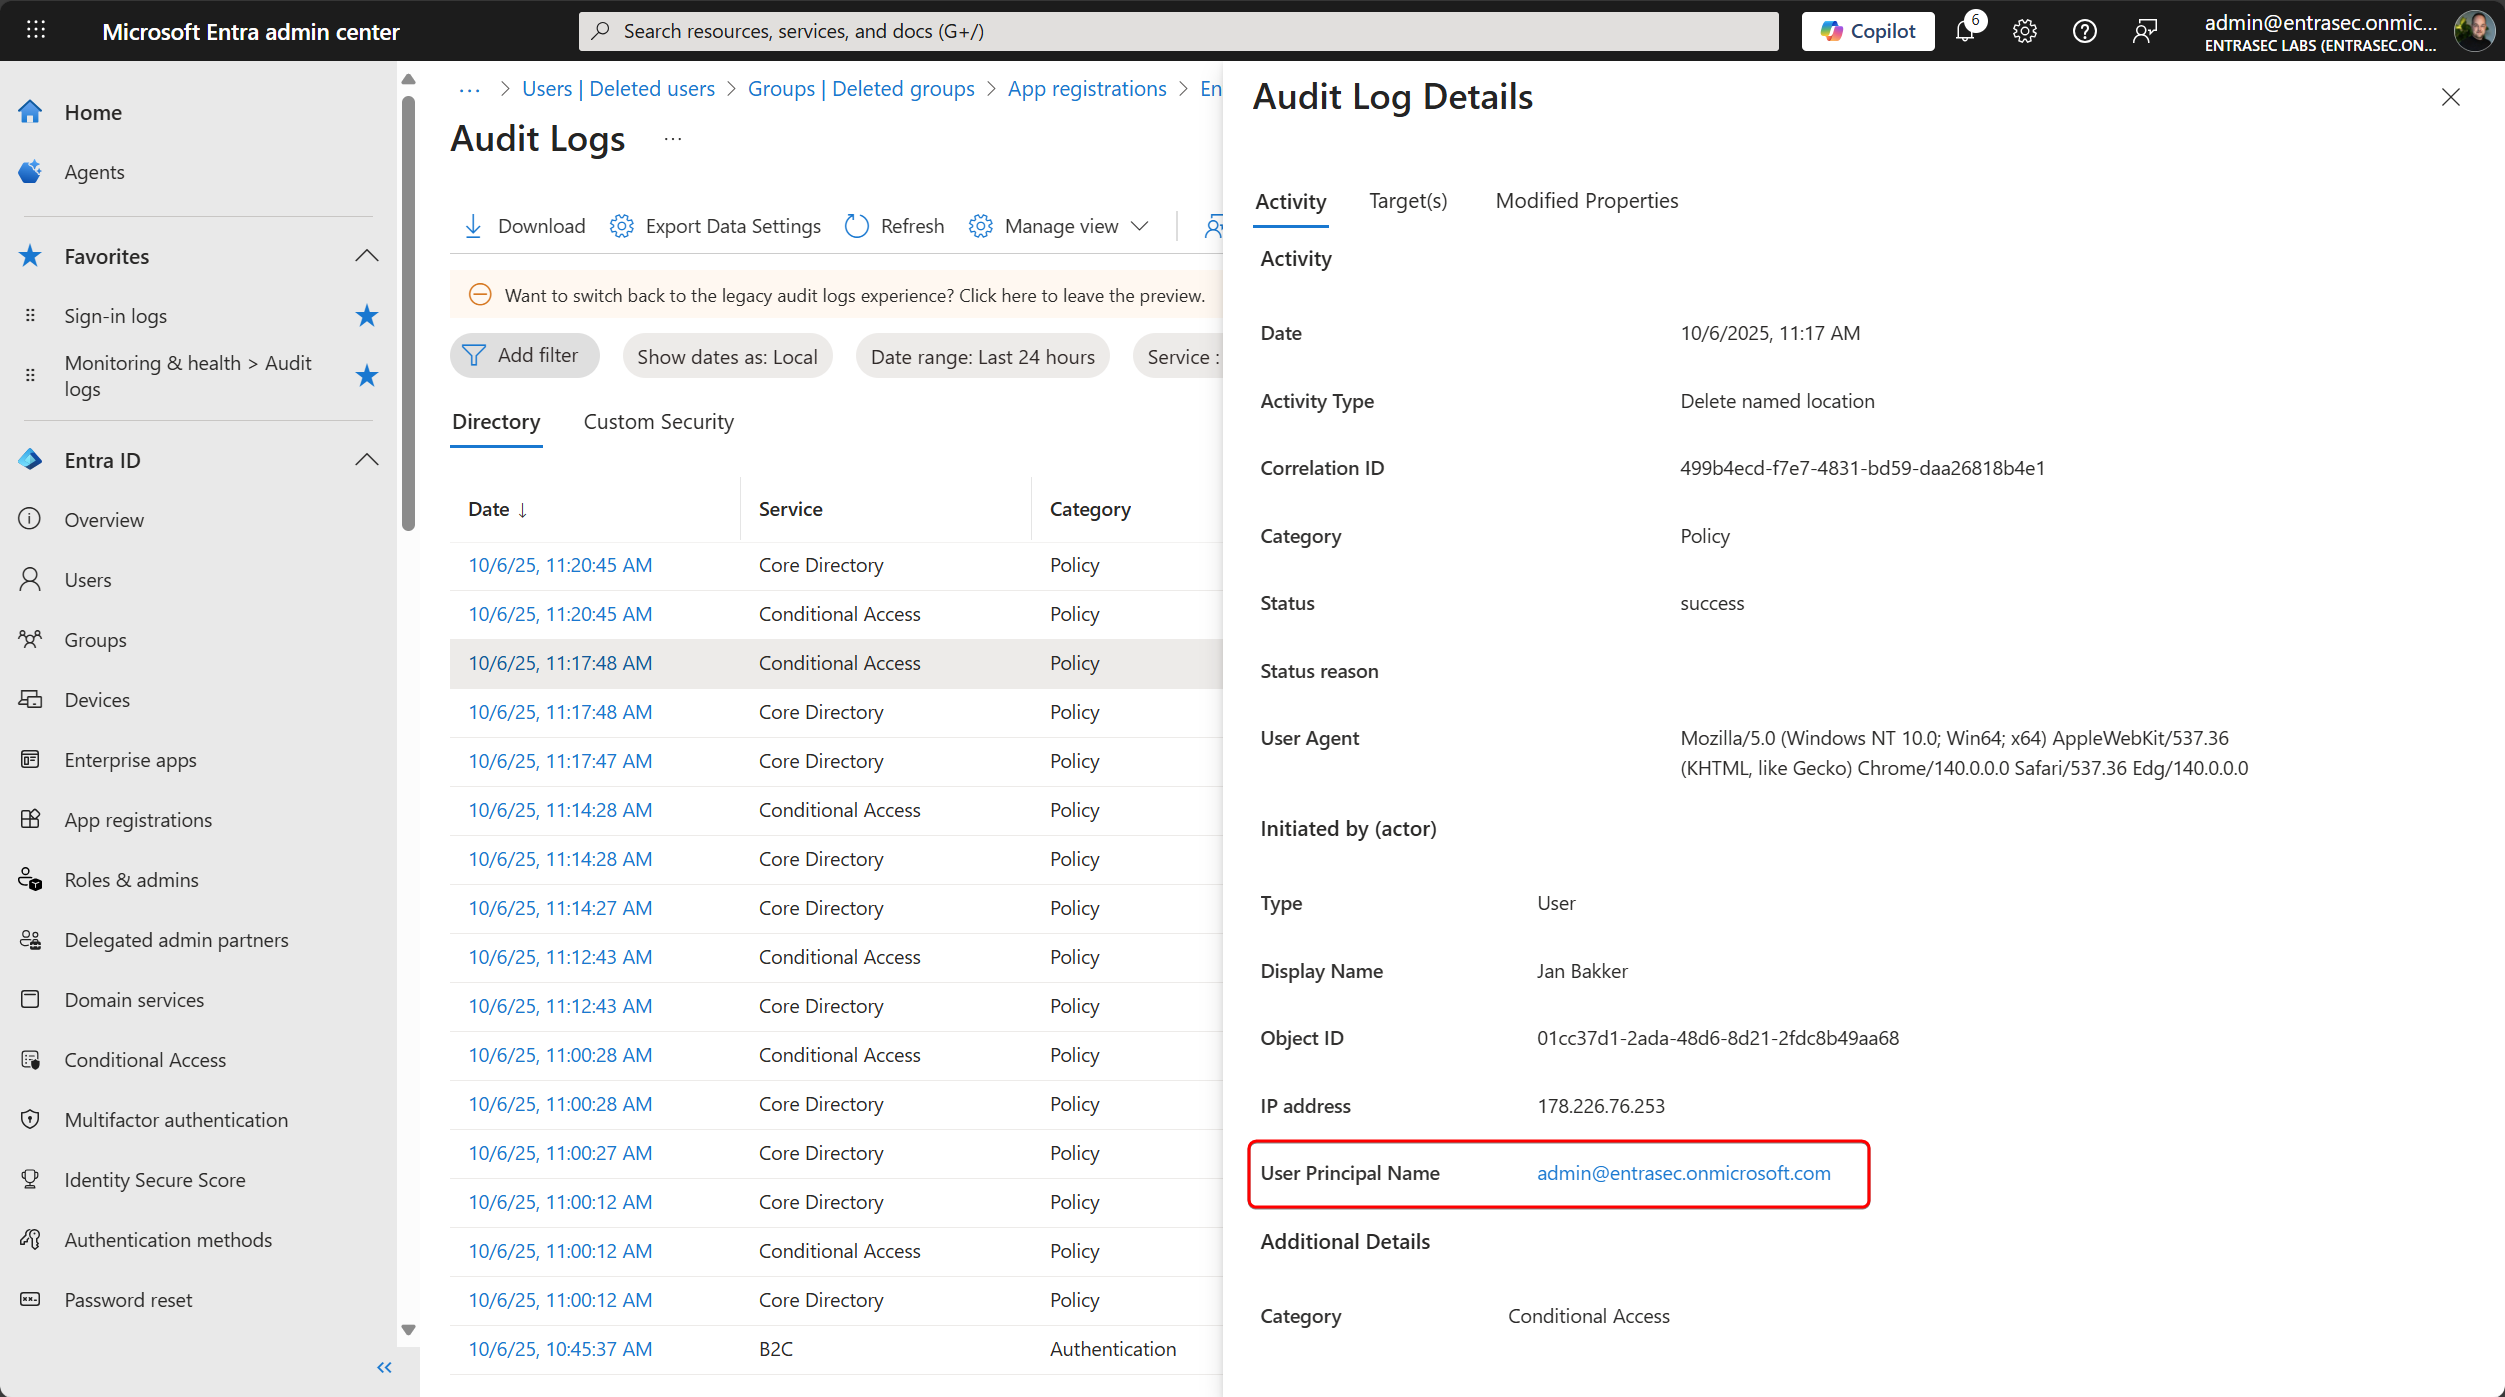 Microsoft Entra admin center
Search resources, services, and docs (G+/)
Copilot
6
admin@entrasec.onmic...
ENTRASEC LABS (ENTRASEC.ON...
Home
Agents
Favorites
Sign-in logs
Monitoring & health > Audit
logs
Entra ID
Overview
Users
Groups
Devices
Enterprise apps
App registrations
Roles & admins
Delegated admin partners
Domain services
Conditional Access
Multifactor authentication
Identity Secure Score
Authentication methods
Password reset
... > Users | Deleted users > Groups | Deleted groups > App registrations > En
Audit Logs ...
Download Export Data Settings Refresh Manage view
Want to switch back to the legacy audit logs experience? Click here to leave the preview.
Add filter Show dates as: Local Date range: Last 24 hours Service :
Directory Custom Security
Date ↓ Service Category
10/6/25, 11:20:45 AM Core Directory Policy
10/6/25, 11:20:45 AM Conditional Access Policy
10/6/25, 11:17:48 AM Conditional Access Policy
10/6/25, 11:17:48 AM Core Directory Policy
10/6/25, 11:17:47 AM Core Directory Policy
10/6/25, 11:14:28 AM Conditional Access Policy
10/6/25, 11:14:28 AM Core Directory Policy
10/6/25, 11:14:27 AM Core Directory Policy
10/6/25, 11:12:43 AM Conditional Access Policy
10/6/25, 11:12:43 AM Core Directory Policy
10/6/25, 11:00:28 AM Conditional Access Policy
10/6/25, 11:00:28 AM Core Directory Policy
10/6/25, 11:00:27 AM Core Directory Policy
10/6/25, 11:00:12 AM Core Directory Policy
10/6/25, 11:00:12 AM Conditional Access Policy
10/6/25, 11:00:12 AM Core Directory Policy
10/6/25, 10:45:37 AM B2C Authentication
Audit Log Details
Activity Target(s) Modified Properties
Activity
Date 10/6/2025, 11:17 AM
Activity Type Delete named location
Correlation ID 499b4ecd-f7e7-4831-bd59-daa26818b4e1
Category Policy
Status success
Status reason
User Agent Mozilla/5.0 (Windows NT 10.0; Win64; x64) AppleWebKit/537.36
(KHTML, like Gecko) Chrome/140.0.0.0 Safari/537.36 Edg/140.0.0.0
Initiated by (actor)
Type User
Display Name Jan Bakker
Object ID 01cc37d1-2ada-48d6-8d21-2fdc8b49aa68
IP address 178.226.76.253
User Principal Name admin@entrasec.onmicrosoft.com
Additional Details
Category Conditional Access